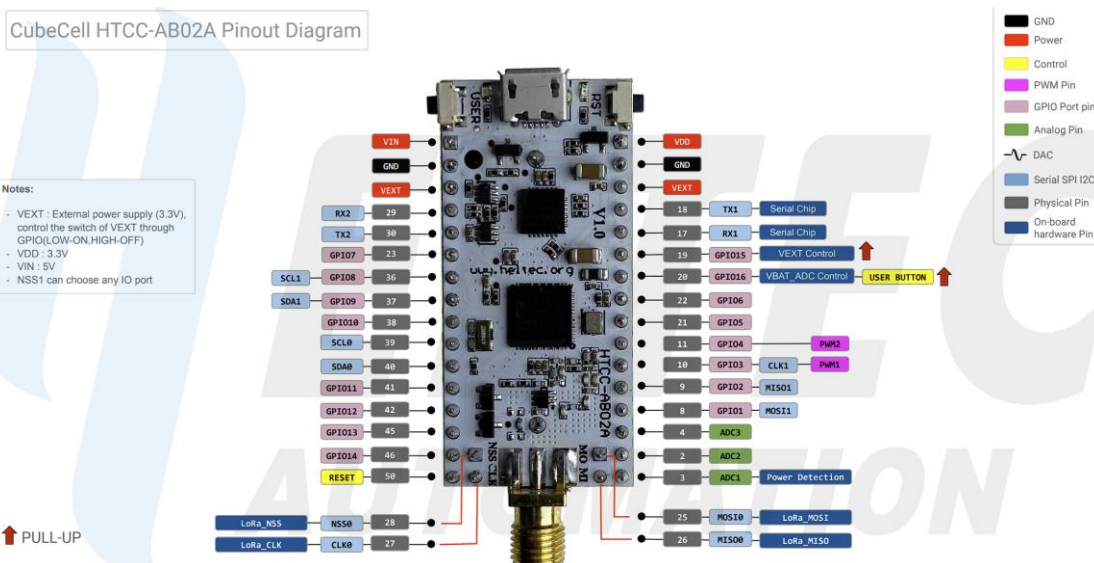 CubeCell HTCC-AB02A Pinout Diagram
GND
Power
Control
PWM Pin
GPIO Port pin
Analog Pin
DAC
Serial SPI I2C
Physical Pin
On-board
hardware Pin
Notes:
- VEXT : External power supply (3.3V),
control the switch of VEXT through
GPIO(LOW-ON,HIGH-OFF)
- VDD : 3.3V
- VIN : 5V
- NSS1 can choose any IO port
PULL-UP
VIN
GND
VEXT
RX2 29
TX2 30
GPIO7 23
SCL1 GPIO8 36
SDA1 GPIO9 37
GPIO10 38
SCL0 39
SDA0 40
GPIO11 41
GPIO12 42
GPIO13 45
GPIO14 46
RESET 50
LoRa_NSS NSS0 28
LoRa_CLK CLK0 27
USER
RST
V1.0
www.heltec.org
HTCC-AB02A
NSS CLK
MO MI
VDD
GND
VEXT
18 TX1 Serial Chip
17 RX1 Serial Chip
19 GPIO15 VEXT Control
20 GPIO16 VBAT_ADC Control USER BUTTON
22 GPIO6
21 GPIO5
11 GPIO4 PWM2
10 GPIO3 CLK1 PWM1
9 GPIO2 MISO1
8 GPIO1 MOSI1
4 ADC3
2 ADC2
3 ADC1 Power Detection
25 MOSI0 LoRa_MOSI
26 MISO0 LoRa_MISO
AUTOMATION